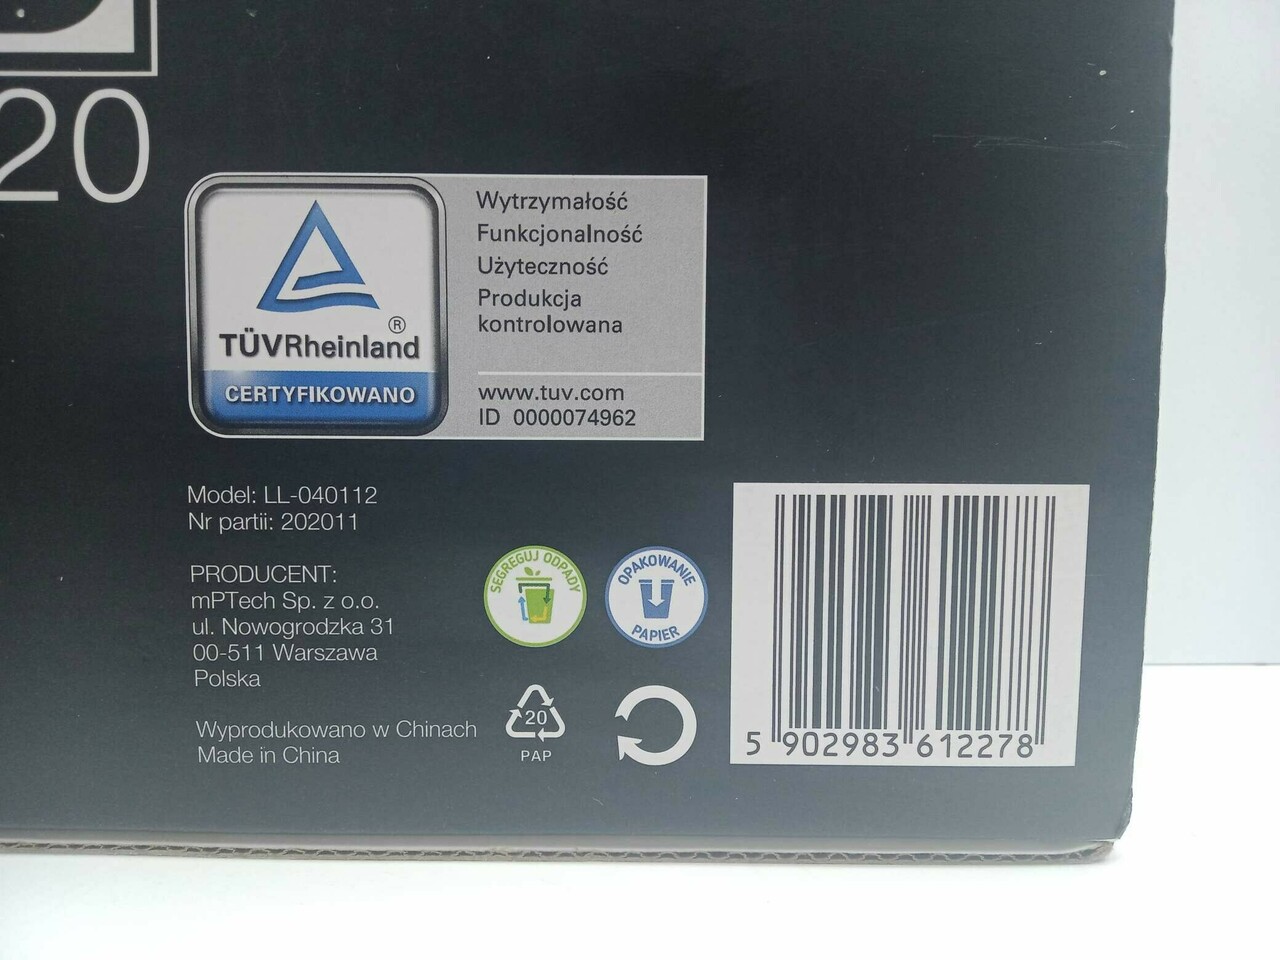 20
TÜVRheinland®
CERTYFIKOWANO
Wytrzymałość
Funkcjonalność
Użyteczność
Produkcja
kontrolowana
www.tuv.com
ID 0000074962
Model: LL-040112
Nr partii: 202011
PRODUCENT:
mPTech Sp. z o.o.
ul. Nowogrodzka 31
00-511 Warszawa
Polska
Wyprodukowano w Chinach
Made in China
SEGREGUJ ODPADY
OPAKOWANIE
PAPIER
20
PAP
5 902983 612278